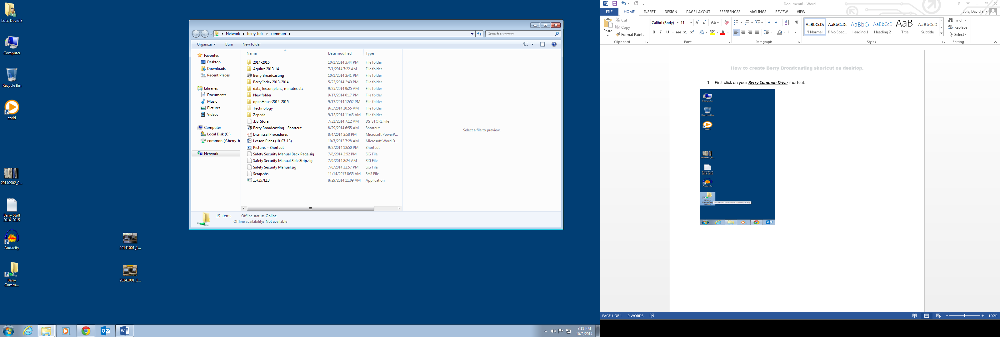 Lola, David E
Computer
Recycle Bin
ezvid
20140902_0...
Berry Staff
2014-2015
Audacity
Berry
Comm...
20141001_1...
20141001_1...
Network
berry-bdc
common
Search common
Organize
Burn
New folder
Favorites
Desktop
Downloads
Recent Places
Libraries
Documents
Music
Pictures
Videos
Computer
Local Disk (C:)
common (\\berry-b
Network
Name Date modified Type
2014-2015 10/1/2014 3:44 PM File folder
Aguirre 2013-14 7/1/2014 7:22 AM File folder
Berry Broadcasting 10/1/2014 2:41 PM File folder
Berry Index 2013-2014 5/23/2014 2:49 PM File folder
data, lesson plans, minutes etc 9/25/2014 9:25 AM File folder
New folder 9/17/2014 6:17 PM File folder
openHouse2014-2015 9/17/2014 12:52 PM File folder
Technology 9/5/2014 10:55 AM File folder
Zepeda 9/12/2014 11:43 AM File folder
.DS_Store 7/31/2014 7:12 AM DS_STORE File
Berry Broadcasting - Shortcut 8/29/2014 6:55 AM Shortcut
Dismissal Procedures 8/4/2014 2:58 PM Microsoft PowerP...
Lesson Plans (10-07-13) 10/7/2013 7:28 AM Microsoft Word D...
Pictures - Shortcut 9/2/2014 12:50 PM Shortcut
Safety Security Manual Back Page.sig 7/8/2014 3:52 PM SIG File
Safety Security Manual Side Strip.sig 7/9/2014 8:24 AM SIG File
Safety Security Manual.sig 7/8/2014 12:57 PM SIG File
Scrap.shs 11/14/2013 8:35 AM SHS File
z67357L13 8/29/2014 11:09 AM Application
Select a file to preview.
19 items Offline status: Online
Offline availability: Not available
3:11 PM
10/2/2014
Document6 - Word
FILE HOME INSERT DESIGN PAGE LAYOUT REFERENCES MAILINGS REVIEW VIEW
Lola, David E
Paste
Cut
Copy
Format Painter
Clipboard
Calibri (Body) 11
Aa
B I U abc x₂ x²
Font
Paragraph
AaBbCcDc AaBbCcDc AaBbCc AaBbCcD AaBl AaBbCcD
¶ Normal ¶ No Spac... Heading 1 Heading 2 Title Subtitle
Styles
Find
Replace
Select
Editing
How to create Berry Broadcasting shortcut on desktop.
1. First click on your Berry Common Drive shortcut.
Computer
Recycle Bin
ezvid
20140902_0...
Berry Staff
2014-2015
Audacity
Berry
Common
Drive
Location: common (\\berry-bdc)
PAGE 1 OF 1 9 WORDS
100%